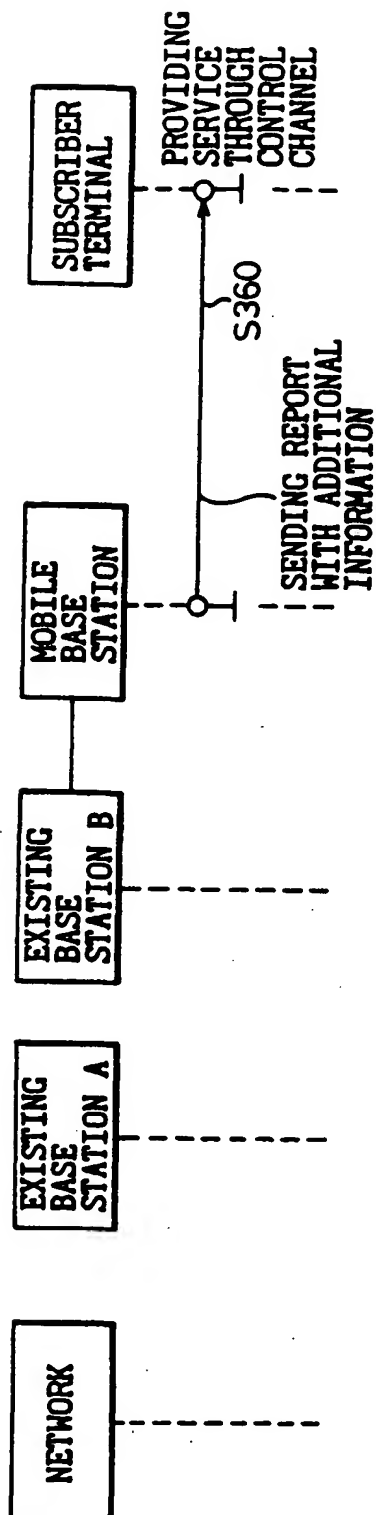 NETWORK
EXISTING
BASE
STATION A
EXISTING
BASE
STATION B
MOBILE
BASE
STATION
SUBSCRIBER
TERMINAL
S360
SENDING REPORT
WITH ADDITIONAL
INFORMATION
PROVIDING
SERVICE
THROUGH
CONTROL
CHANNEL